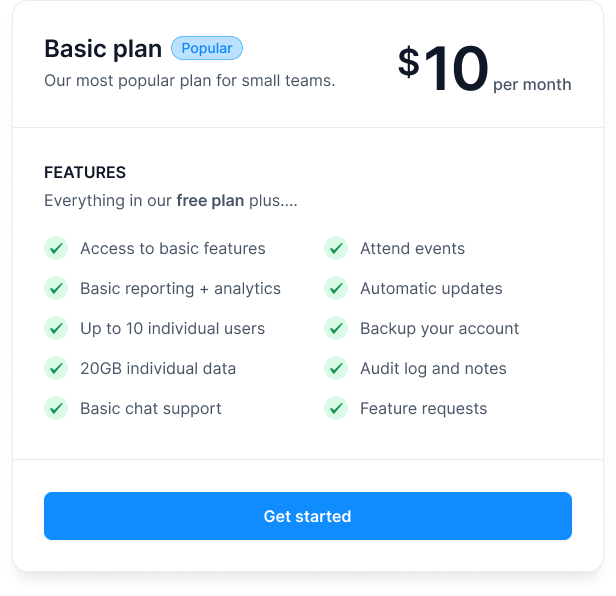 Basic plan Popular
Our most popular plan for small teams.
$10 per month
FEATURES
Everything in our free plan plus....
Access to basic features
Basic reporting + analytics
Up to 10 individual users
20GB individual data
Basic chat support
Attend events
Automatic updates
Backup your account
Audit log and notes
Feature requests
Get started